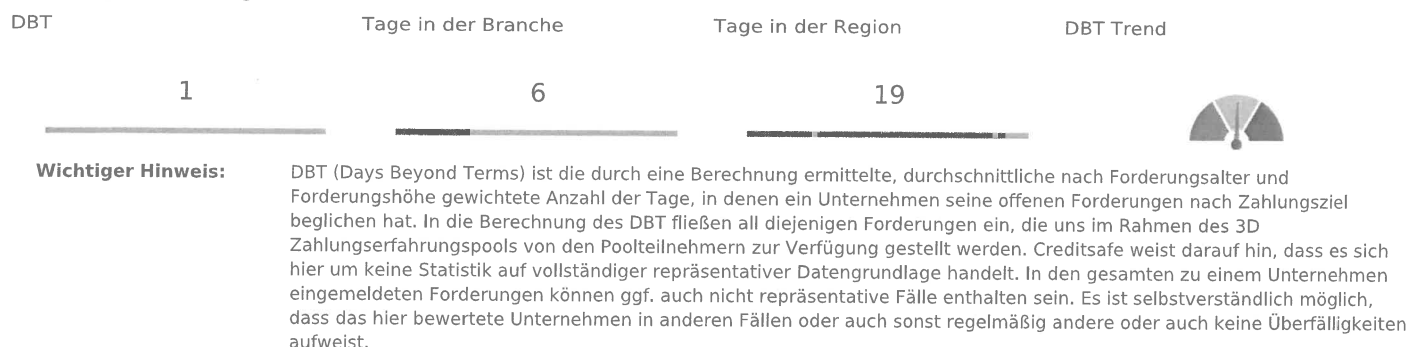 DBT Tage in der Branche Tage in der Region DBT Trend
1 6 19
Wichtiger Hinweis: DBT (Days Beyond Terms) ist die durch eine Berechnung ermittelte, durchschnittliche nach Forderungsalter und
Forderungshöhe gewichtete Anzahl der Tage, in denen ein Unternehmen seine offenen Forderungen nach Zahlungsziel
beglichen hat. In die Berechnung des DBT fließen all diejenigen Forderungen ein, die uns im Rahmen des 3D
Zahlungserfahrungspools von den Poolteilnehmern zur Verfügung gestellt werden. Creditsafe weist darauf hin, dass es sich
hier um keine Statistik auf vollständiger repräsentativer Datengrundlage handelt. In den gesamten zu einem Unternehmen
eingemeldeten Forderungen können ggf. auch nicht repräsentative Fälle enthalten sein. Es ist selbstverständlich möglich,
dass das hier bewertete Unternehmen in anderen Fällen oder auch sonst regelmäßig andere oder auch keine Überfälligkeiten
aufweist.